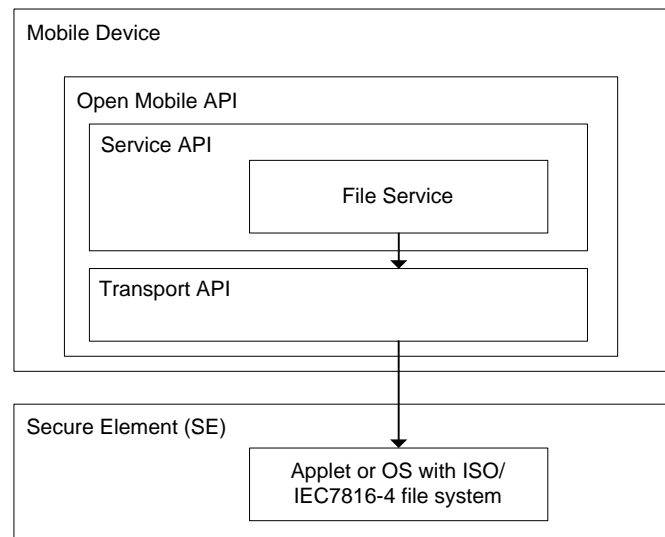 Mobile Device
Open Mobile API
Service API
File Service
Transport API
Secure Element (SE)
Applet or OS with ISO/
IEC7816-4 file system